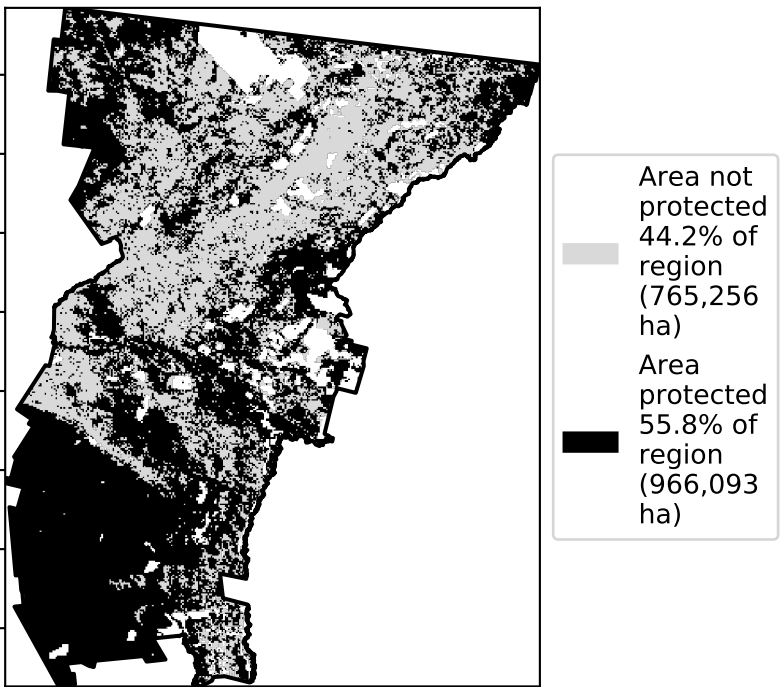 Area not
protected
44.2% of
region
(765,256
ha)
Area
protected
55.8% of
region
(966,093
ha)